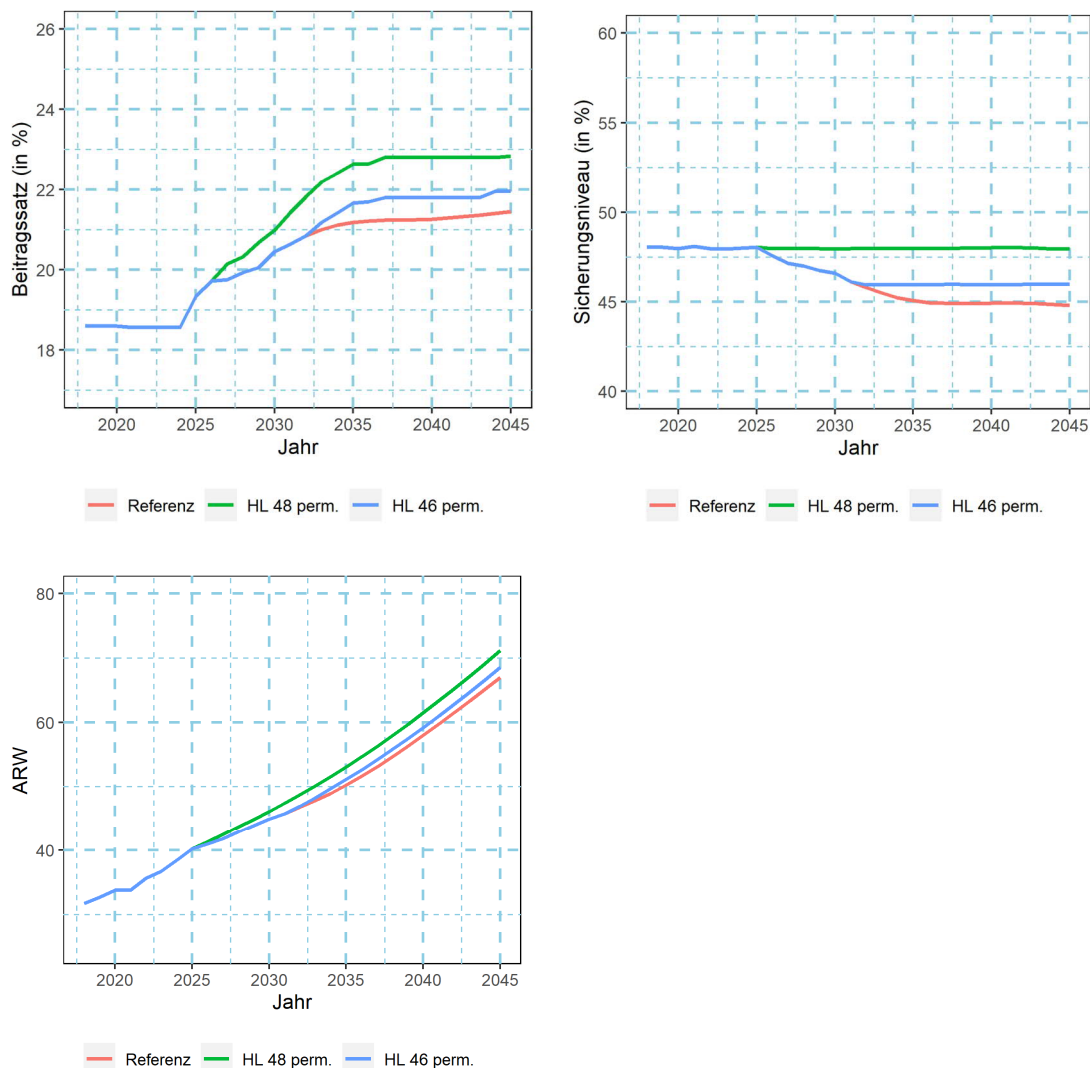 Beitragssatz (in %)
26
24
22
20
18
2020 2025 2030 2035 2040 2045
Jahr
Referenz HL 48 perm. HL 46 perm.
Sicherungsniveau (in %)
60
55
50
45
40
2020 2025 2030 2035 2040 2045
Jahr
Referenz HL 48 perm. HL 46 perm.
ARW
80
60
40
2020 2025 2030 2035 2040 2045
Jahr
Referenz HL 48 perm. HL 46 perm.